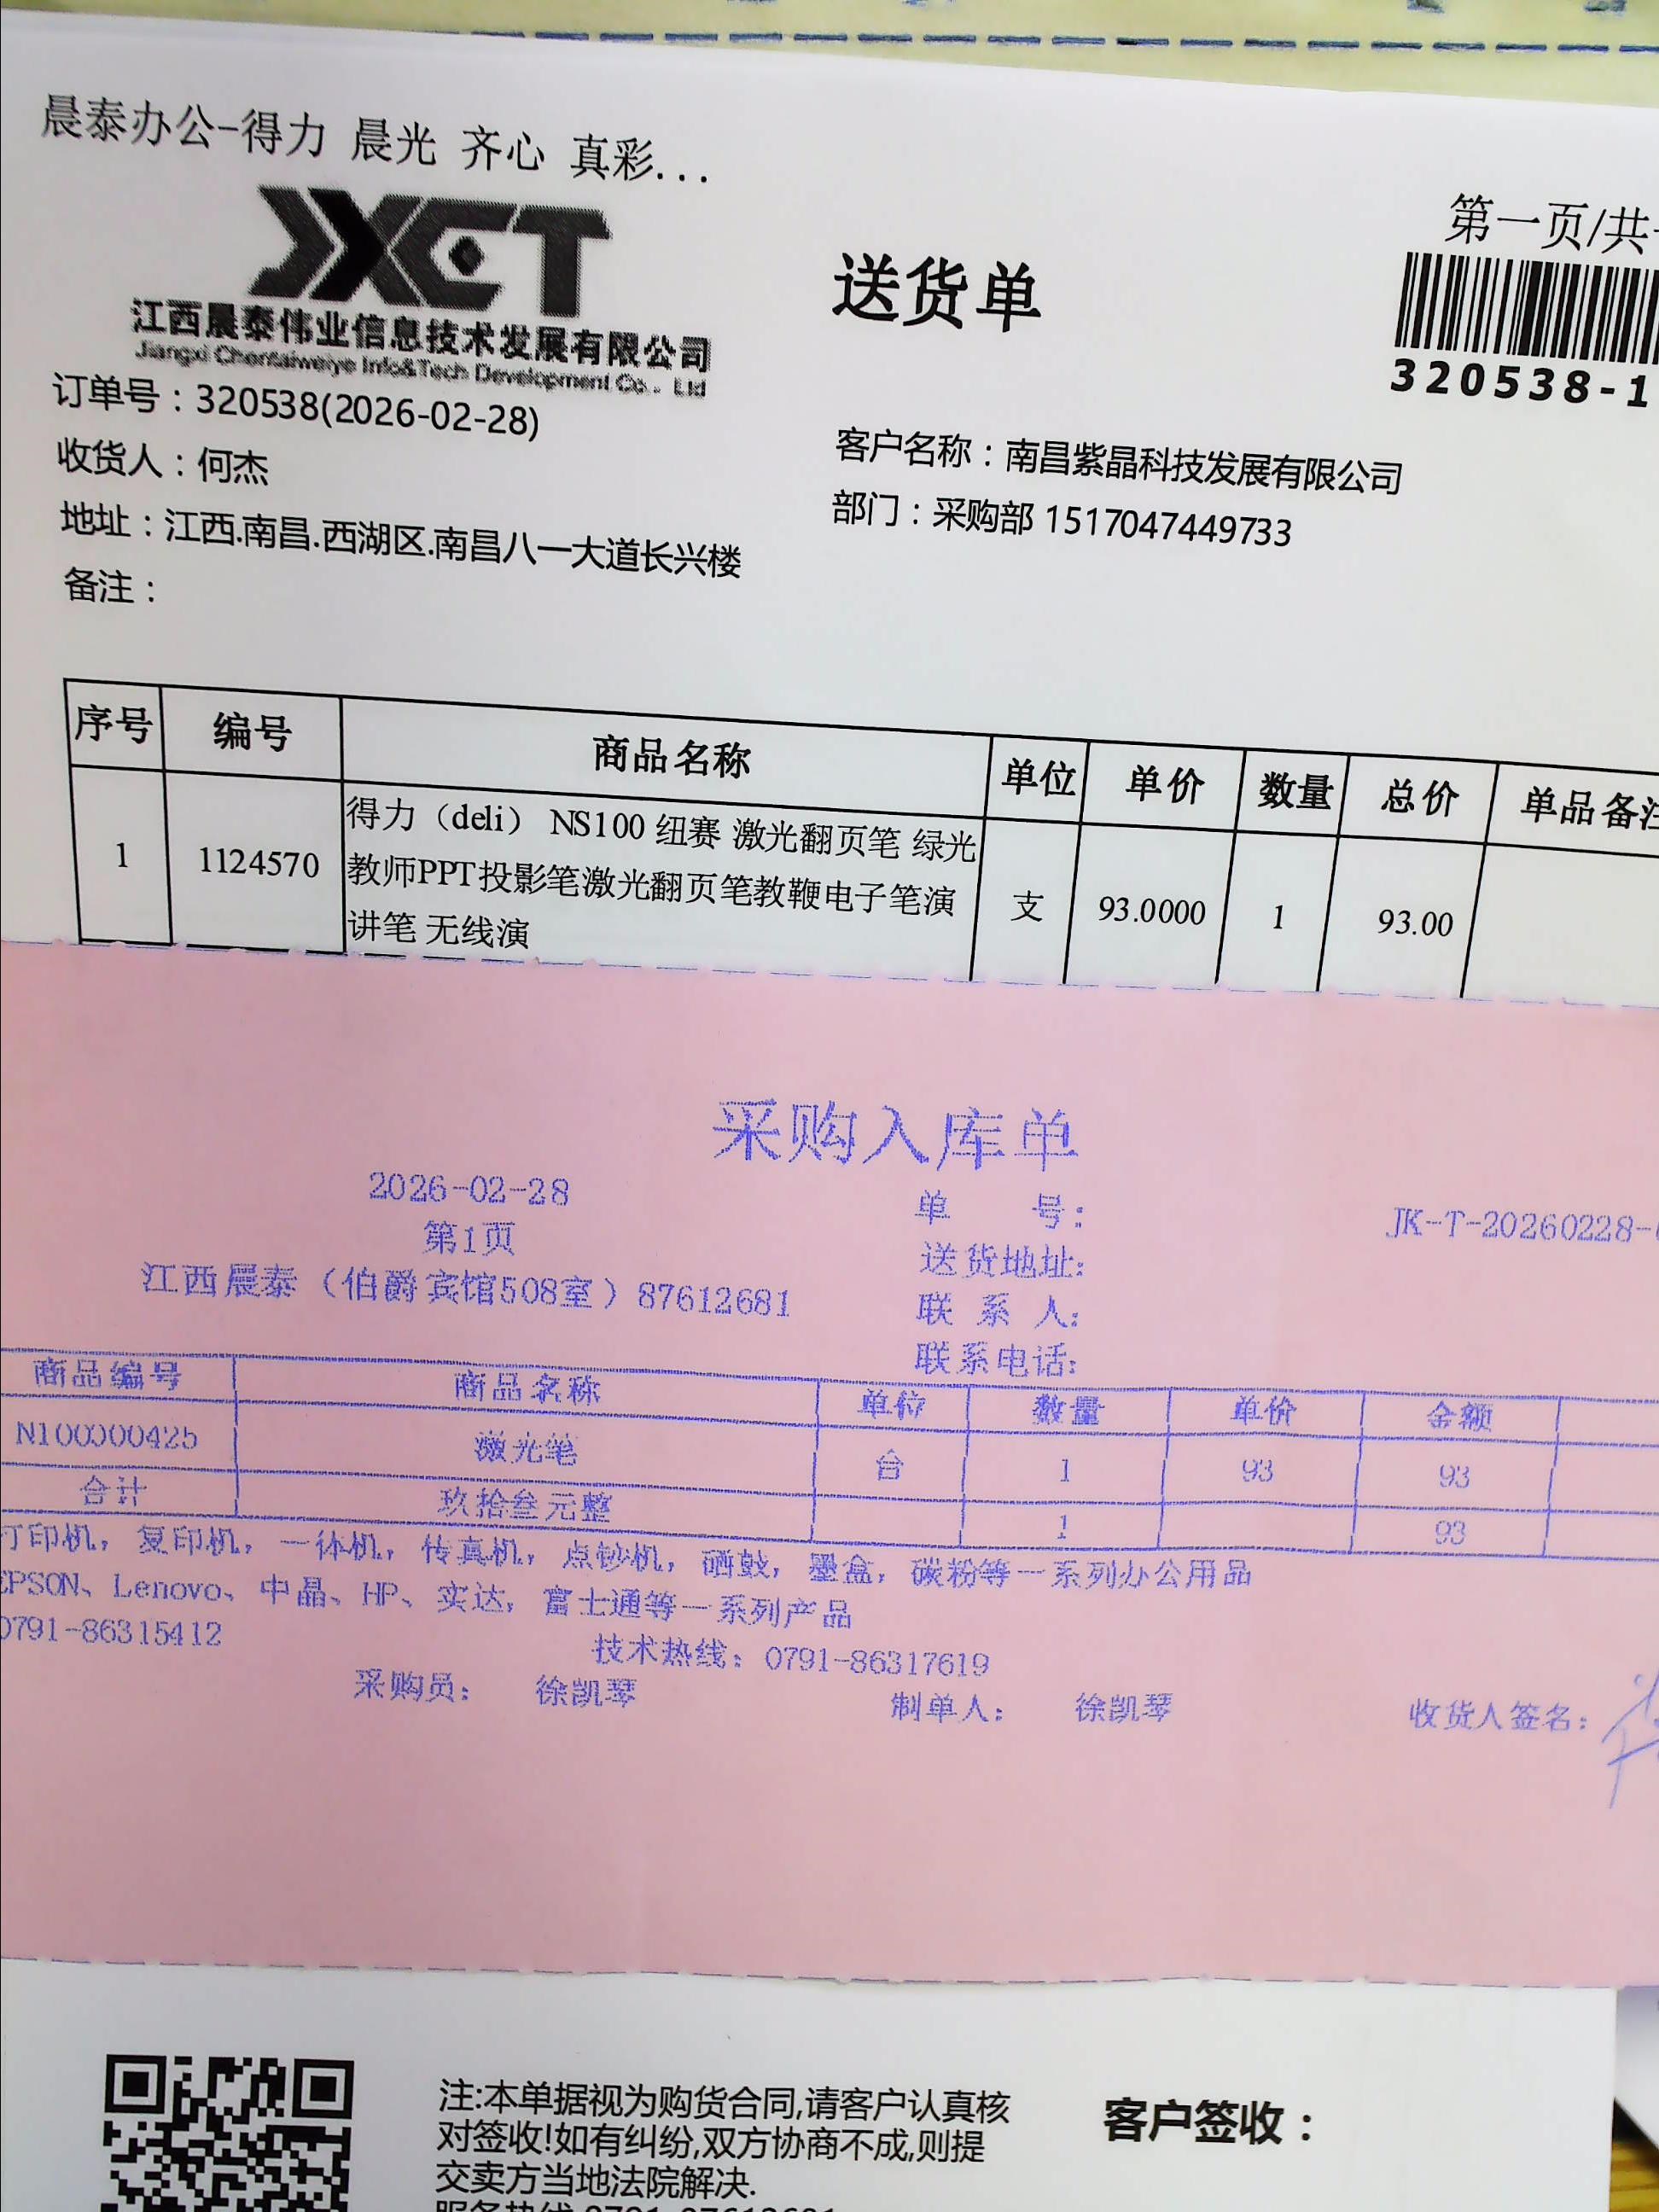 晨泰办公-得力 晨光 齐心 真彩...
JXCT
江西晨泰伟业信息技术发展有限公司
Jiangxi Chentaiweiye Info&Tech Development Co., Ltd
送货单
第一页/共
320538-1
订单号：320538(2026-02-28)
收货人：何杰
地址：江西.南昌.西湖区.南昌八一大道长兴楼
备注：
客户名称：南昌紫晶科技发展有限公司
部门：采购部 1517047449733
序号 编号 商品名称 单位 单价 数量 总价 单品备注
1 1124570 得力（deli） NS100 纽赛 激光翻页笔 绿光
教师PPT投影笔激光翻页笔教鞭电子笔演
讲笔 无线演
支 93.0000 1 93.00
采购入库单
2026-02-28
第1页
江西晨泰（伯爵宾馆508室）87612681
单 号： JK-T-20260228-
送货地址：
联 系 人：
联系电话：
商品编号 商品名称 单位 数量 单价 金额
N100000425 激光笔 台 1 93 93
合计 玖拾叁元整 1 93
打印机，复印机，一体机，传真机，点钞机，硒鼓，墨盒，碳粉等一系列办公用品
EPSON、Lenovo、中晶、HP、实达，富士通等一系列产品
0791-86315412 技术热线：0791-86317619
采购员： 徐凯琴 制单人： 徐凯琴 收货人签名：
注:本单据视为购货合同,请客户认真核
对签收!如有纠纷,双方协商不成,则提
交卖方当地法院解决.
服务热线:0791-87612681
客户签收：